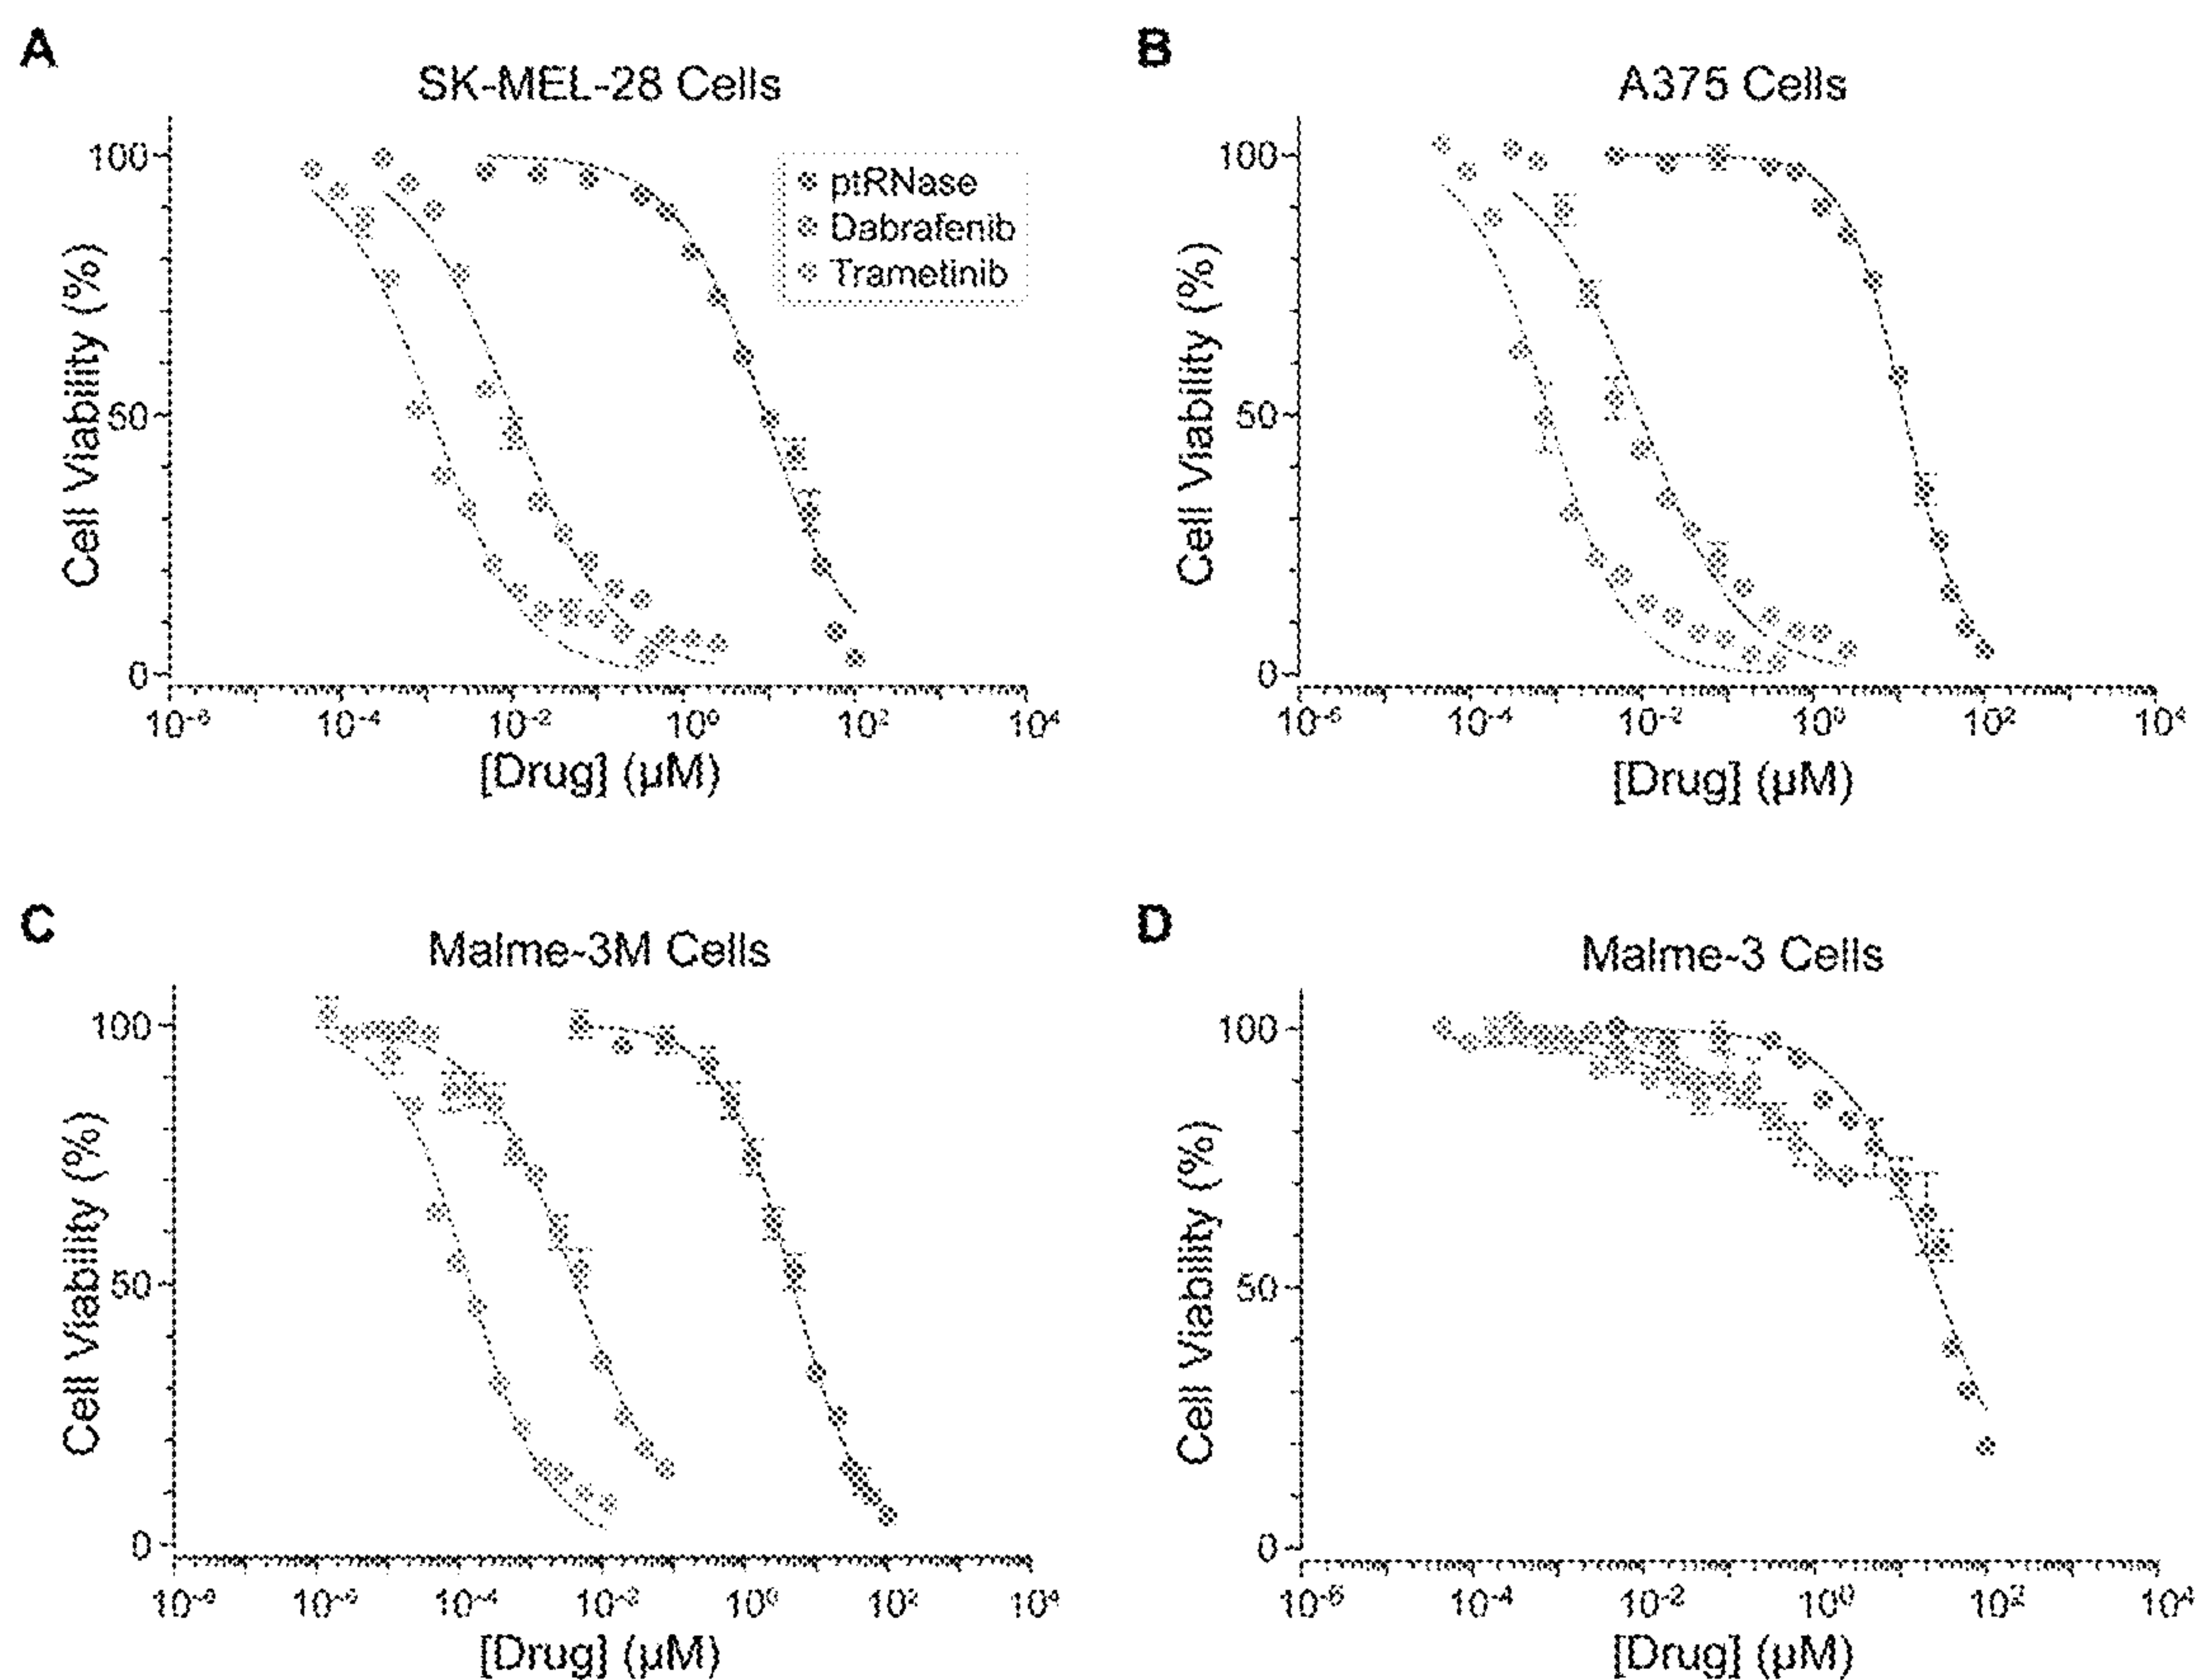 A
SK-MEL-28 Cells
Cell Viability (%)
100
50
0
ptRNase
Dabrafenib
Trametinib
10⁻⁶ 10⁻⁴ 10⁻² 10⁰ 10² 10⁴
[Drug] (µM)
B
A375 Cells
Cell Viability (%)
100
50
0
10⁻⁶ 10⁻⁴ 10⁻² 10⁰ 10² 10⁴
[Drug] (µM)
C
Malme-3M Cells
Cell Viability (%)
100
50
0
10⁻⁸ 10⁻⁶ 10⁻⁴ 10⁻² 10⁰ 10² 10⁴
[Drug] (µM)
D
Malme-3 Cells
Cell Viability (%)
100
50
0
10⁻⁶ 10⁻⁴ 10⁻² 10⁰ 10² 10⁴
[Drug] (µM)